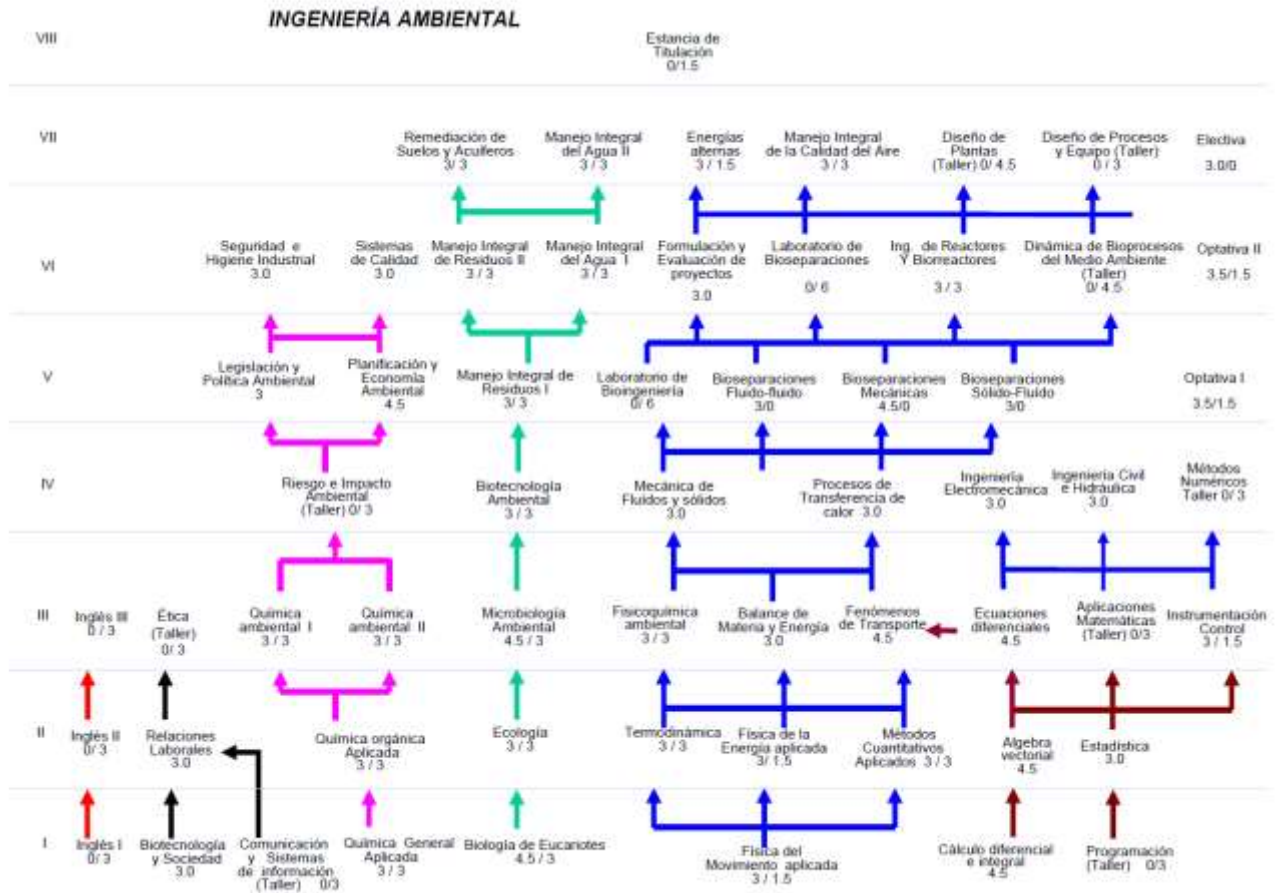 INGENIERÍA AMBIENTAL
VIII
Estancia de
Titulación
0/1.5
VII
Remediación de
Suelos y Acuíferos
3/ 3
Manejo Integral
del Agua II
3 / 3
Energías
alternas
3 / 1.5
Manejo Integral
de la Calidad del Aire
3 / 3
Diseño de
Plantas
(Taller) 0/ 4.5
Diseño de Procesos
y Equipo (Taller)
0 / 3
Electiva
3.0/0
VI
Seguridad e
Higiene Industrial
3.0
Sistemas
de Calidad
3.0
Manejo Integral
de Residuos II
3 / 3
Manejo Integral
del Agua I
3 / 3
Formulación y
Evaluación de
proyectos
3.0
Laboratorio de
Bioseparaciones
0/ 6
Ing. de Reactores
Y Biorreactores
3 / 3
Dinámica de Bioprocesos
del Medio Ambiente
(Taller)
0/ 4.5
Optativa II
3.5/1.5
V
Legislación y
Política Ambiental
3
Planificación y
Economía
Ambiental
4.5
Manejo Integral de
Residuos I
3/ 3
Laboratorio de
Bioingeniería
0/ 6
Bioseparaciones
Fluido-fluido
3/0
Bioseparaciones
Mecánicas
4.5/0
Bioseparaciones
Sólido-Fluído
3/0
Optativa I
3.5/1.5
IV
Riesgo e Impacto
Ambiental
(Taller) 0/ 3
Biotecnología
Ambiental
3 / 3
Mecánica de
Fluidos y sólidos
3.0
Procesos de
Transferencia de
calor 3.0
Ingeniería
Electromecánica
3.0
Ingeniería Civil
e Hidráulica
3.0
Métodos
Numéricos
Taller 0/ 3
III
Inglés III
0 / 3
Ética
(Taller)
0/ 3
Química
ambiental I
3 / 3
Química
ambiental II
3 / 3
Microbiología
Ambiental
4.5 / 3
Fisicoquímica
ambiental
3 / 3
Balance de
Materia y Energía
3.0
Fenómenos
de Transporte
4.5
Ecuaciones
diferenciales
4.5
Aplicaciones
Matemáticas
(Taller) 0/3
Instrumentación
Control
3 / 1.5
II
Inglés II
0/ 3
Relaciones
Laborales
3.0
Química orgánica
Aplicada
3 / 3
Ecología
3 / 3
Termodinámica
3 / 3
Física de la
Energía aplicada
3/ 1.5
Métodos
Cuantitativos
Aplicados 3 / 3
Algebra
vectorial
4.5
Estadística
3.0
I
Inglés I
0/ 3
Biotecnología
y Sociedad
3.0
Comunicación
y Sistemas
de información
(Taller) 0/3
Química General
Aplicada
3 / 3
Biología de Eucariotes
4.5 / 3
Física del
Movimiento aplicada
3 / 1.5
Cálculo diferencial
e integral
4.5
Programación
(Taller) 0/3